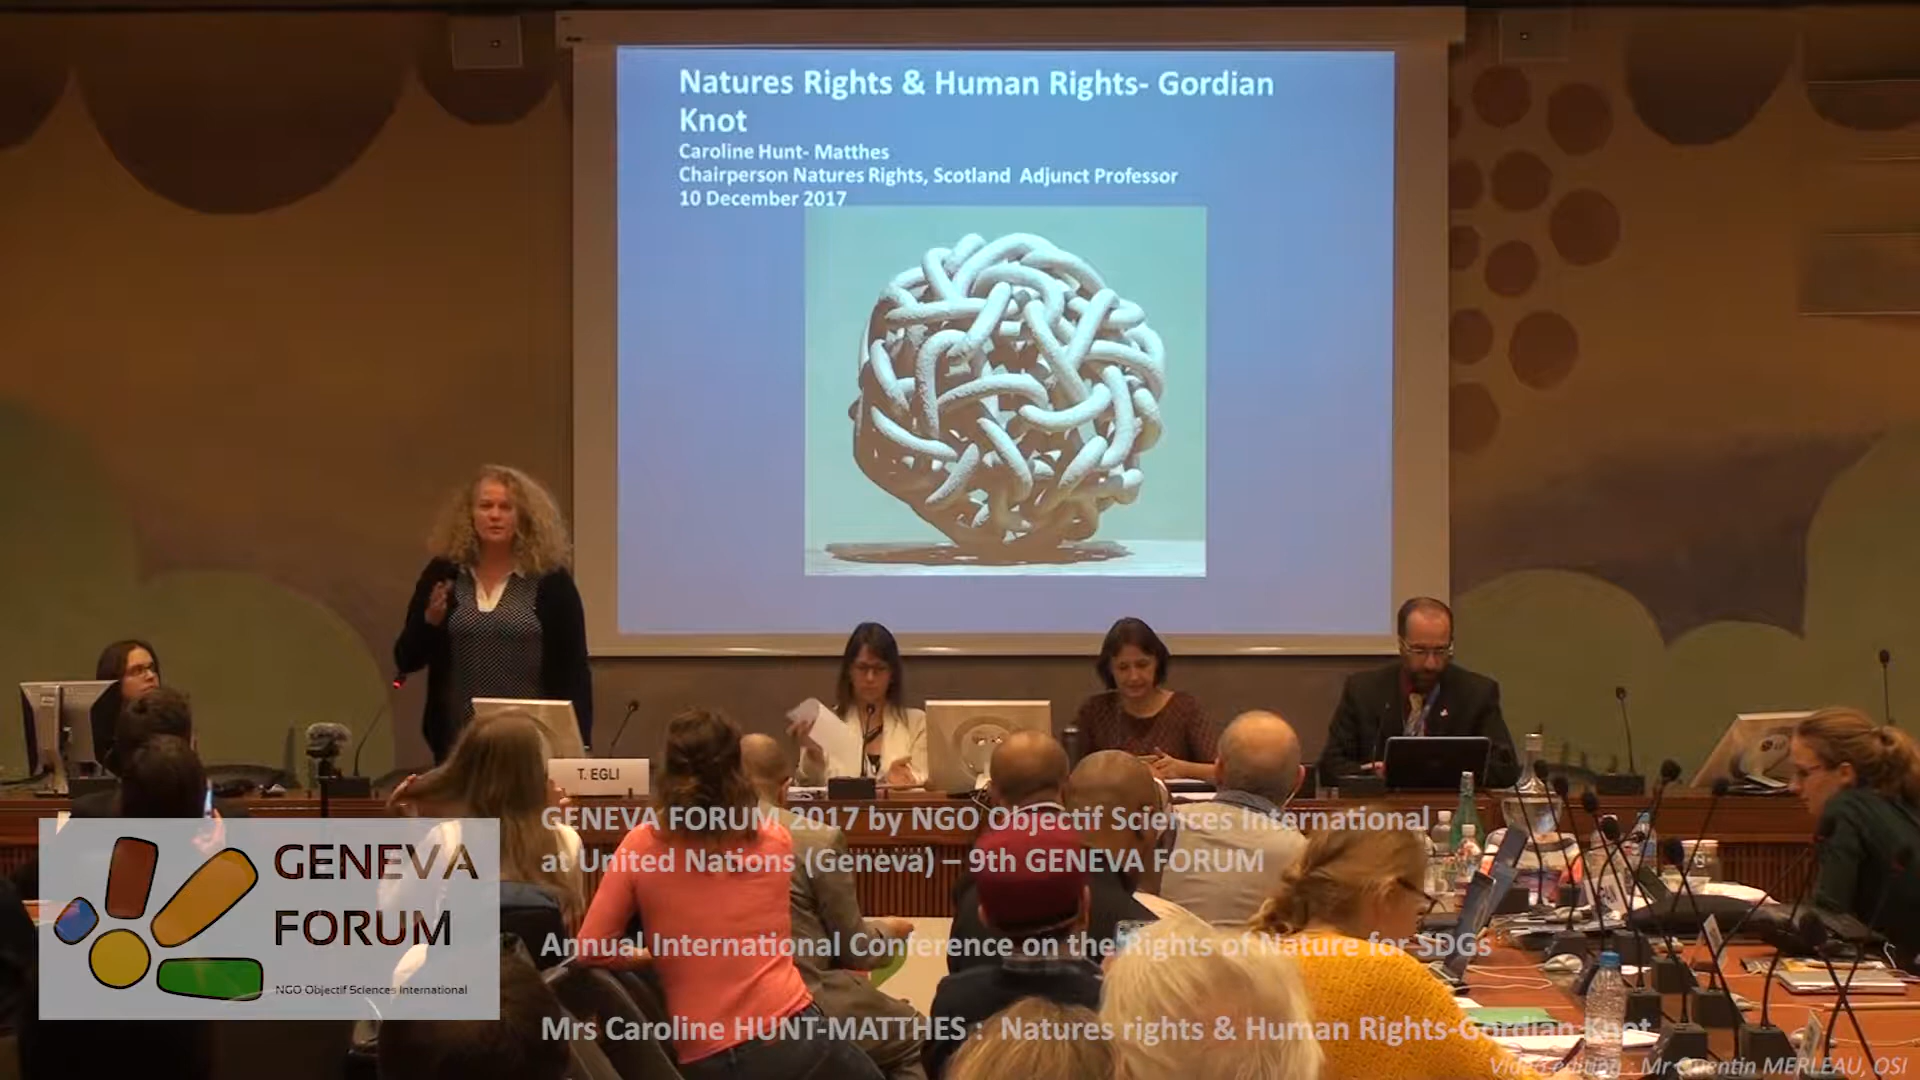 Natures Rights & Human Rights- Gordian
Knot
Caroline Hunt- Matthes
Chairperson Natures Rights, Scotland Adjunct Professor
10 December 2017
T. EGLI
GENEVA
FORUM
NGO Objectif Sciences International
GENEVA FORUM 2017 by NGO Objectif Sciences International
at United Nations (Geneva) – 9th GENEVA FORUM
Annual International Conference on the Rights of Nature for SDGs
Mrs Caroline HUNT-MATTHES : Natures rights & Human Rights-Gordian Knot
Video editing : Mr Quentin MERLEAU, OSI